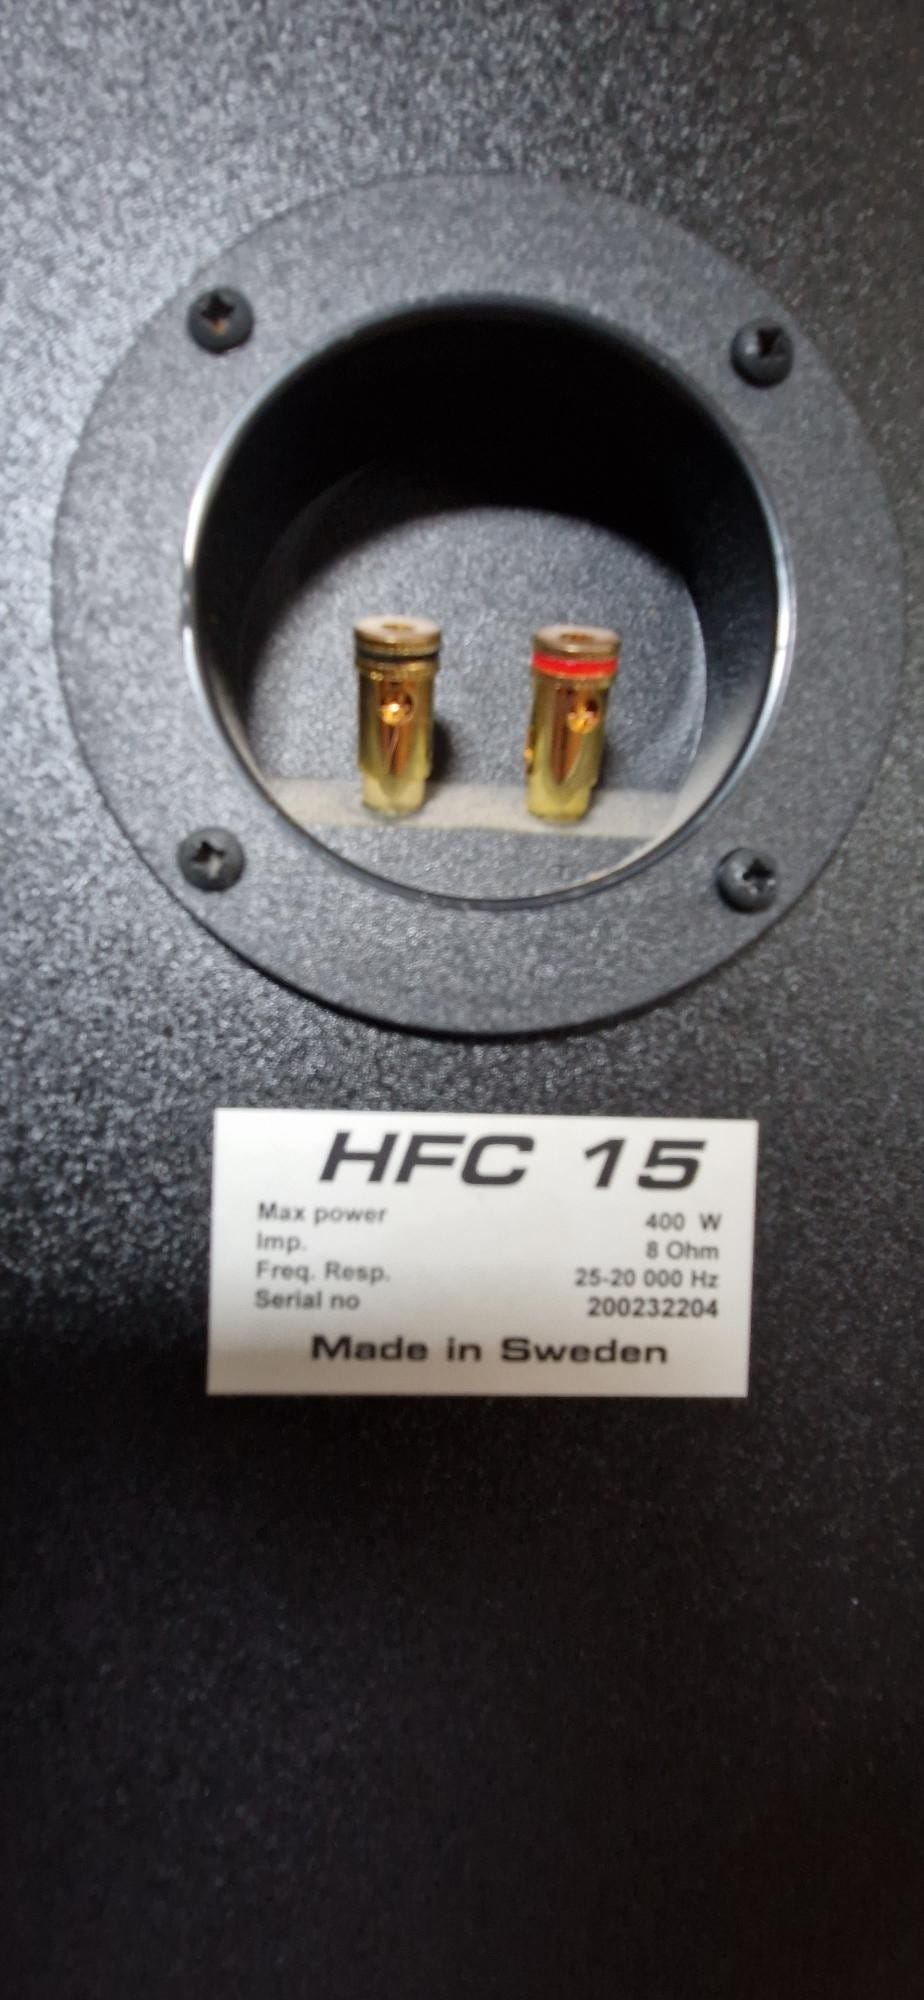 HFC 15
Max power 400 W
Imp. 8 Ohm
Freq. Resp. 25-20 000 Hz
Serial no 200232204
Made in Sweden